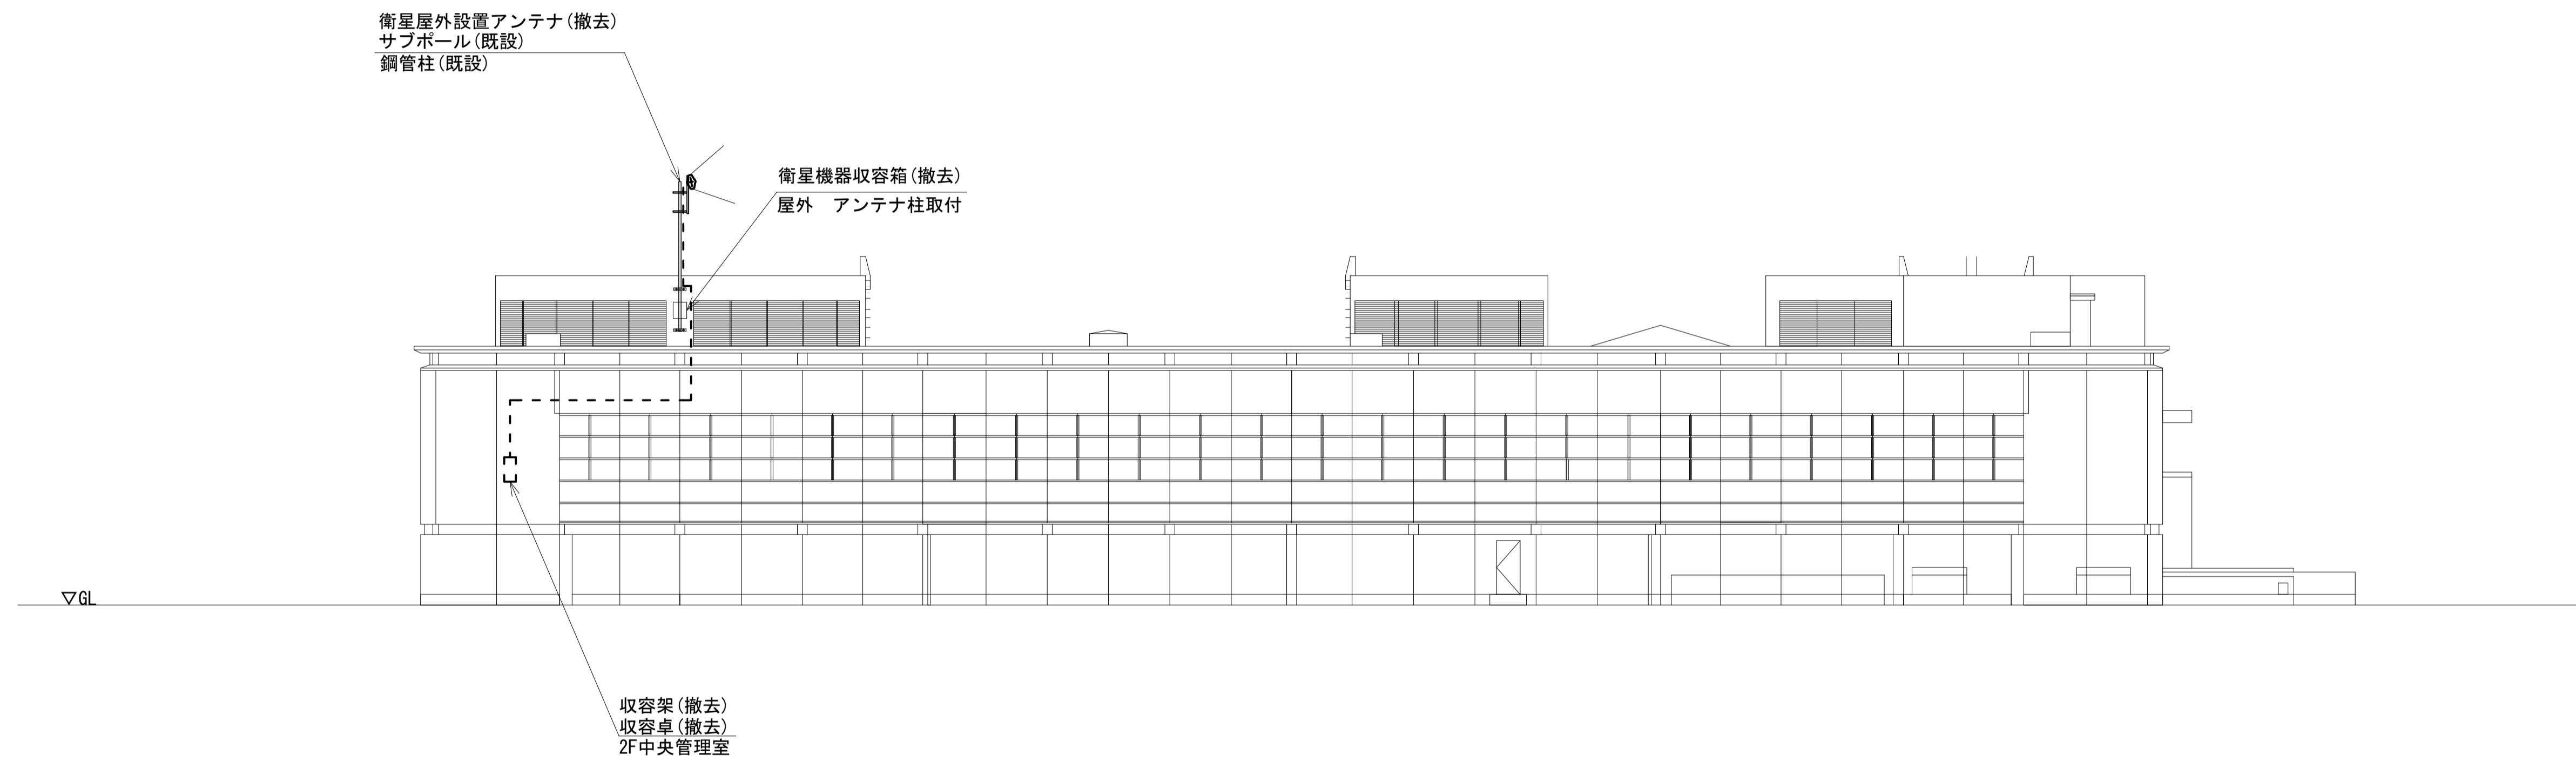 衛星屋外設置アンテナ(撤去)
サブポール(既設)
鋼管柱(既設)
衛星機器収容箱(撤去)
屋外　アンテナ柱取付
▽GL
収容架(撤去)
収容卓(撤去)
2F中央管理室